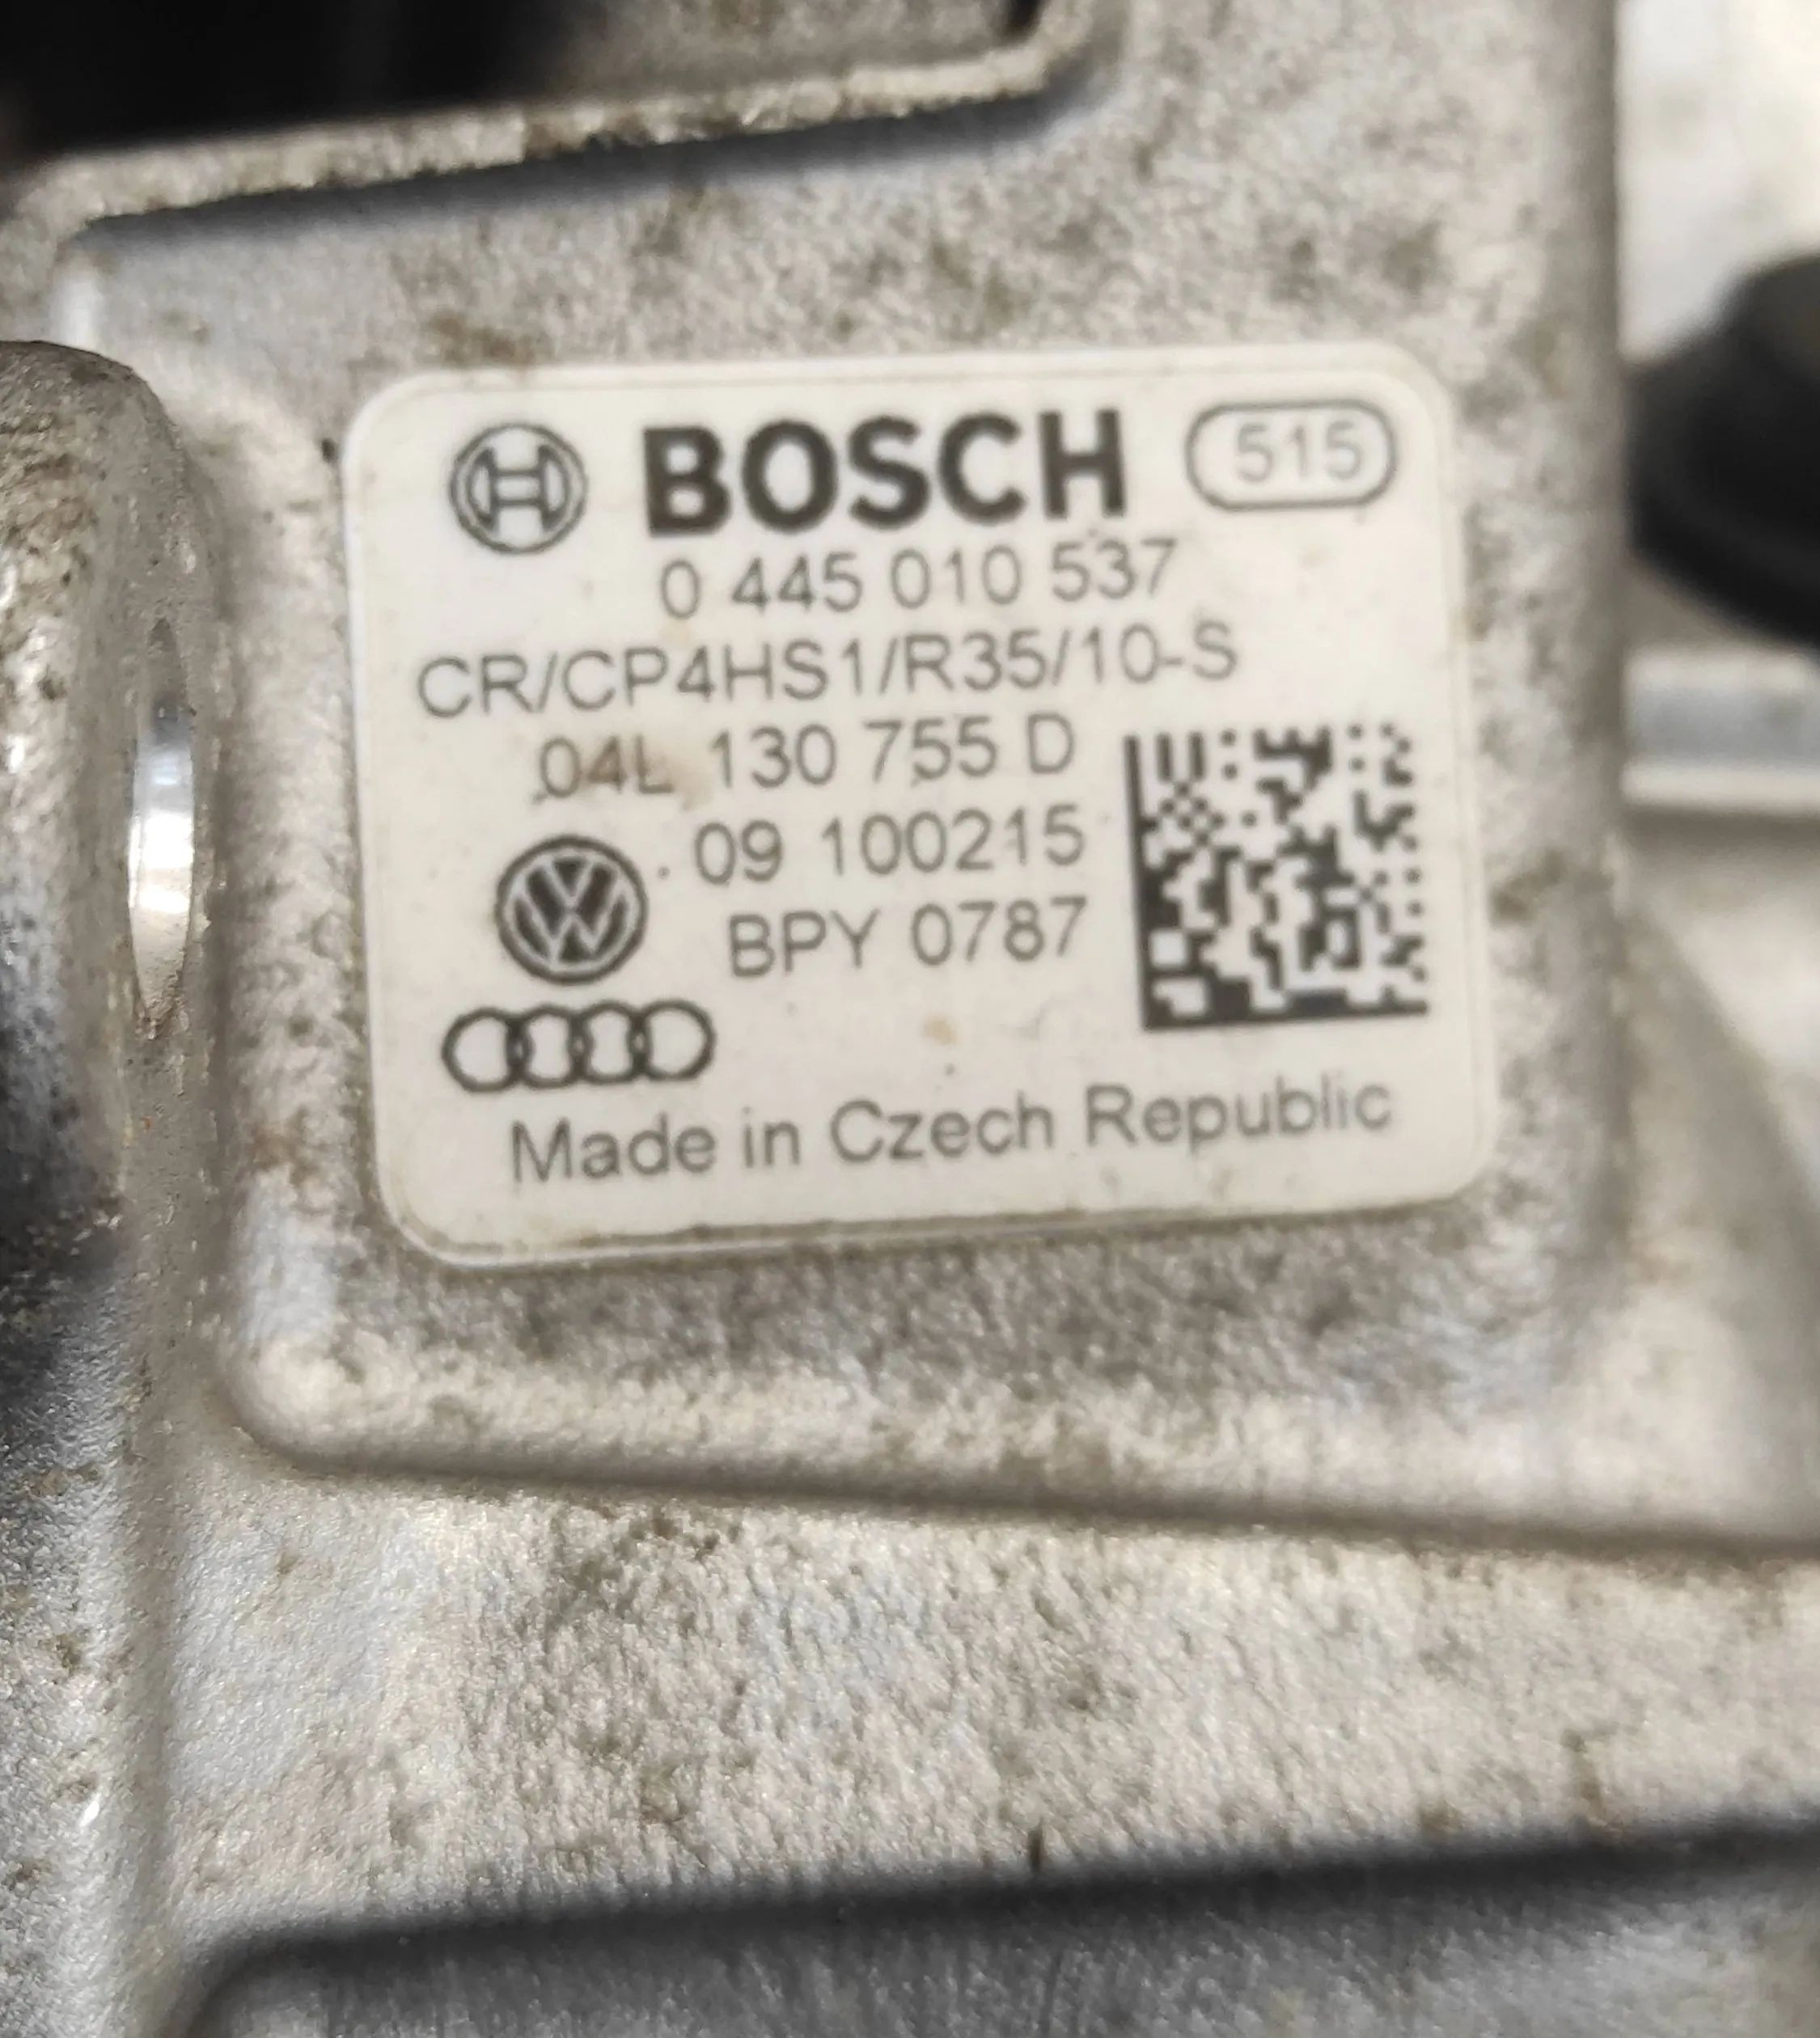 BOSCH 515
0 445 010 537
CR/CP4HS1/R35/10-S
04L 130 755 D
09 100215
BPY 0787
Made in Czech Republic